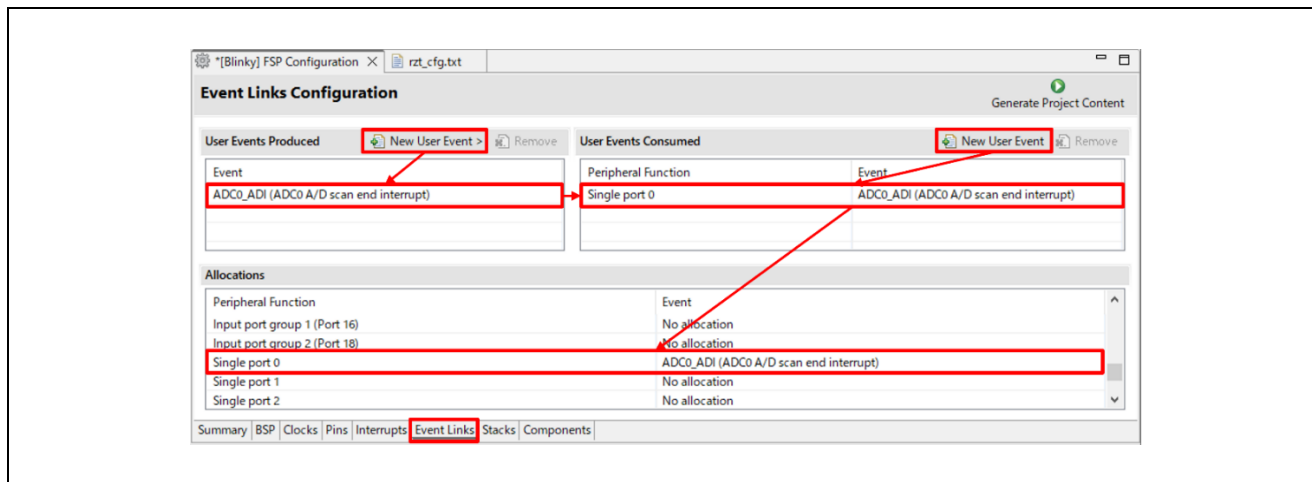 *[Blinky] FSP Configuration rzt_cfg.txt
Event Links Configuration
Generate Project Content
User Events Produced New User Event > Remove User Events Consumed New User Event Remove
Event Peripheral Function Event
ADC0_ADI (ADC0 A/D scan end interrupt) Single port 0 ADC0_ADI (ADC0 A/D scan end interrupt)
Allocations
Peripheral Function Event
Input port group 1 (Port 16) No allocation
Input port group 2 (Port 18) No allocation
Single port 0 ADC0_ADI (ADC0 A/D scan end interrupt)
Single port 1 No allocation
Single port 2 No allocation
Summary BSP Clocks Pins Interrupts Event Links Stacks Components